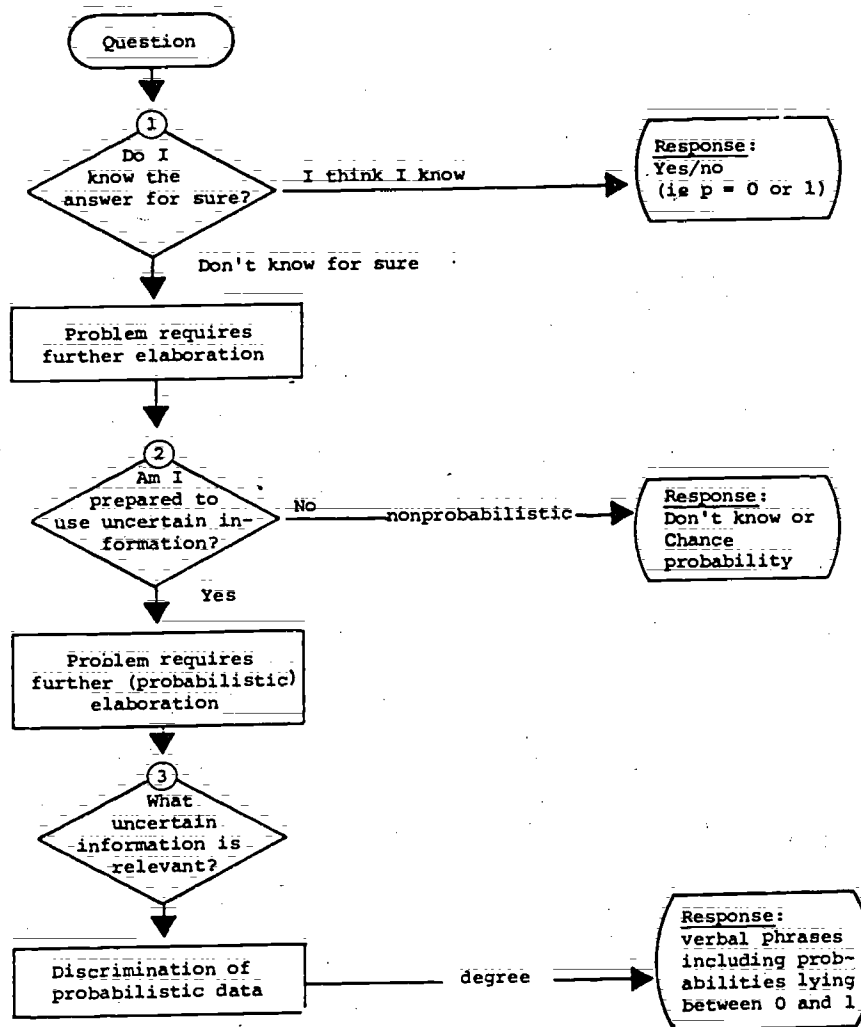 Question
1
Do I
know the
answer for sure?
I think I know
Response:
Yes/no
(ie p = 0 or 1)
Don't know for sure
Problem requires
further elaboration
2
Am I
prepared to
use uncertain in-
formation?
No
nonprobabilistic
Response:
Don't know or
Chance
probability
Yes
Problem requires
further (probabilistic)
elaboration
3
What
uncertain
information is
relevant?
Discrimination of
probabilistic data
degree
Response:
verbal phrases
including prob-
abilities lying
between 0 and 1